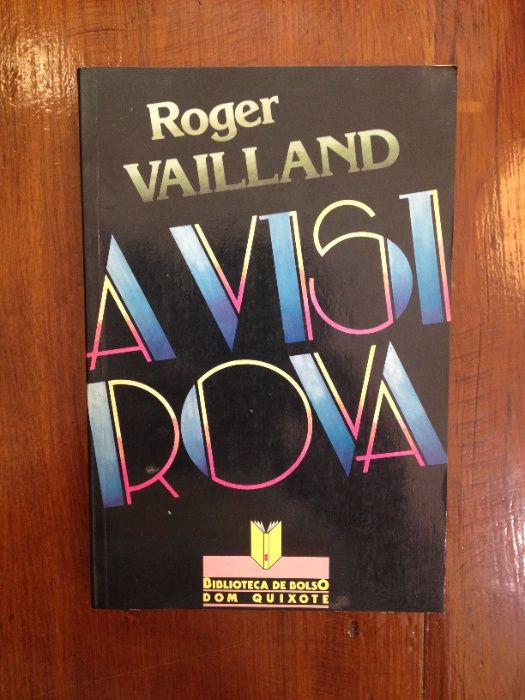 Roger
VAILLAND
A VISI
ROVA
BIBLIOTECA DE BOLSO
DOM QUIXOTE